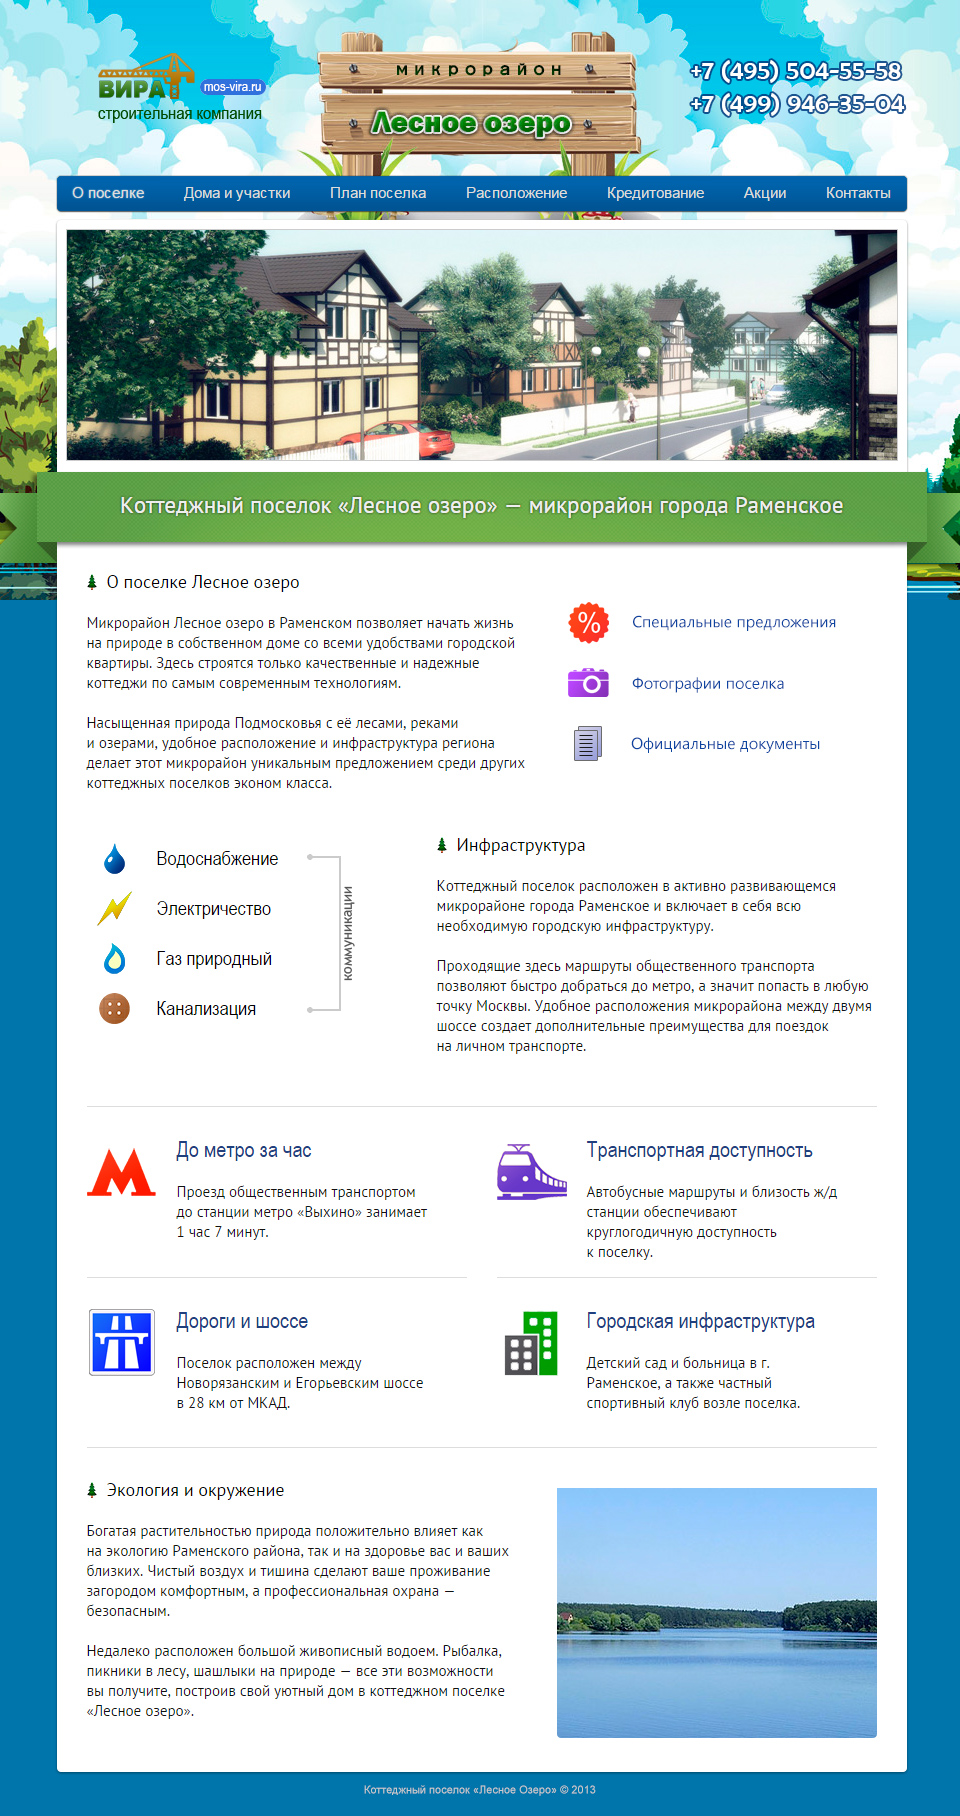 ВИРА
mos-vira.ru
строительная компания
микрорайон
Лесное озеро
+7 (495) 504-55-58
+7 (499) 946-35-04
О поселке Дома и участки План поселка Расположение Кредитование Акции Контакты
Коттеджный поселок «Лесное озеро» — микрорайон города Раменское
О поселке Лесное озеро
Микрорайон Лесное озеро в Раменском позволяет начать жизнь
на природе в собственном доме со всеми удобствами городской
квартиры. Здесь строятся только качественные и надежные
коттеджи по самым современным технологиям.
Насыщенная природа Подмосковья с её лесами, реками
и озерами, удобное расположение и инфраструктура региона
делает этот микрорайон уникальным предложением среди других
коттеджных поселков эконом класса.
%
Специальные предложения
Фотографии поселка
Официальные документы
Водоснабжение
Электричество
Газ природный
Канализация
коммуникации
Инфраструктура
Коттеджный поселок расположен в активно развивающемся
микрорайоне города Раменское и включает в себя всю
необходимую городскую инфраструктуру.
Проходящие здесь маршруты общественного транспорта
позволяют быстро добраться до метро, а значит попасть в любую
точку Москвы. Удобное расположения микрорайона между двумя
шоссе создает дополнительные преимущества для поездок
на личном транспорте.
До метро за час
Проезд общественным транспортом
до станции метро «Выхино» занимает
1 час 7 минут.
Транспортная доступность
Автобусные маршруты и близость ж/д
станции обеспечивают
круглогодичную доступность
к поселку.
Дороги и шоссе
Поселок расположен между
Новорязанским и Егорьевским шоссе
в 28 км от МКАД.
Городская инфраструктура
Детский сад и больница в г.
Раменское, а также частный
спортивный клуб возле поселка.
Экология и окружение
Богатая растительностью природа положительно влияет как
на экологию Раменского района, так и на здоровье вас и ваших
близких. Чистый воздух и тишина сделают ваше проживание
загородом комфортным, а профессиональная охрана —
безопасным.
Недалеко расположен большой живописный водоем. Рыбалка,
пикники в лесу, шашлыки на природе — все эти возможности
вы получите, построив свой уютный дом в коттеджном поселке
«Лесное озеро».
Коттеджный поселок «Лесное Озеро» © 2013